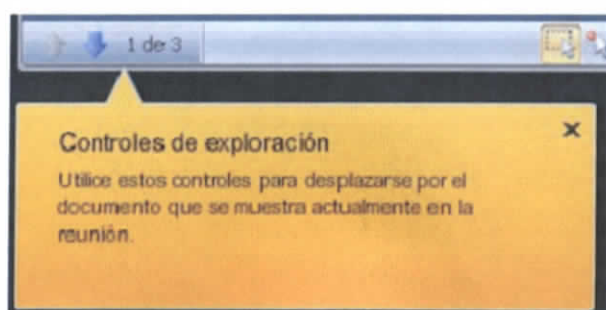 1 de 3
Controles de exploración
Utilice estos controles para desplazarse por el
documento que se muestra actualmente en la
reunión.